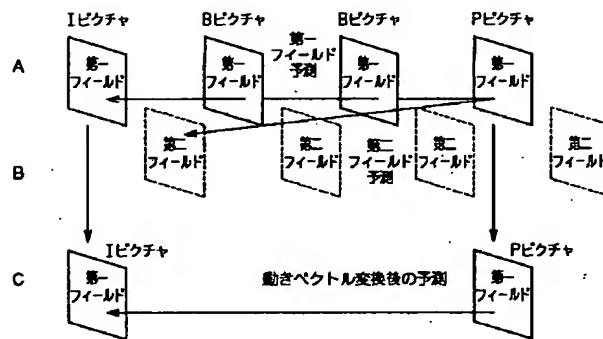 Iピクチャ
Bピクチャ
Bピクチャ
Pピクチャ
A
第一
フィールド
第一
フィールド
第一
フィールド
予測
第一
フィールド
第一
フィールド
B
第二
フィールド
第二
フィールド
第二
フィールド
予測
第二
フィールド
第二
フィールド
Iピクチャ
Pピクチャ
C
第一
フィールド
動きベクトル変換後の予測
第一
フィールド